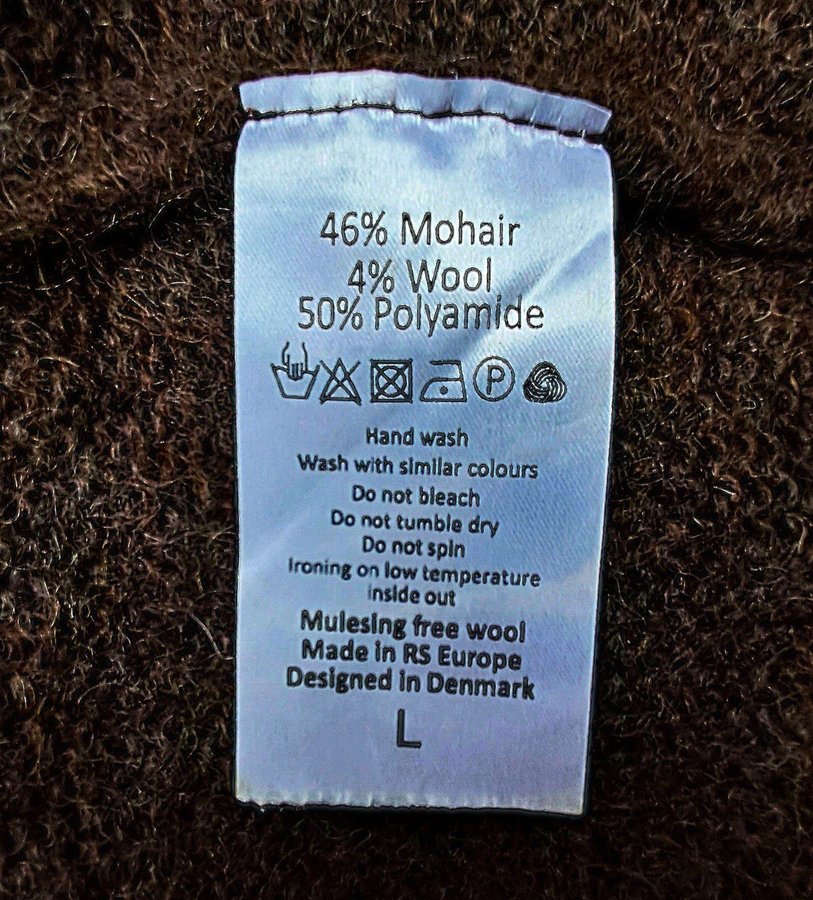 46% Mohair
4% Wool
50% Polyamide
P
Hand wash
Wash with similar colours
Do not bleach
Do not tumble dry
Do not spin
Ironing on low temperature
inside out
Mulesing free wool
Made in RS Europe
Designed in Denmark
L